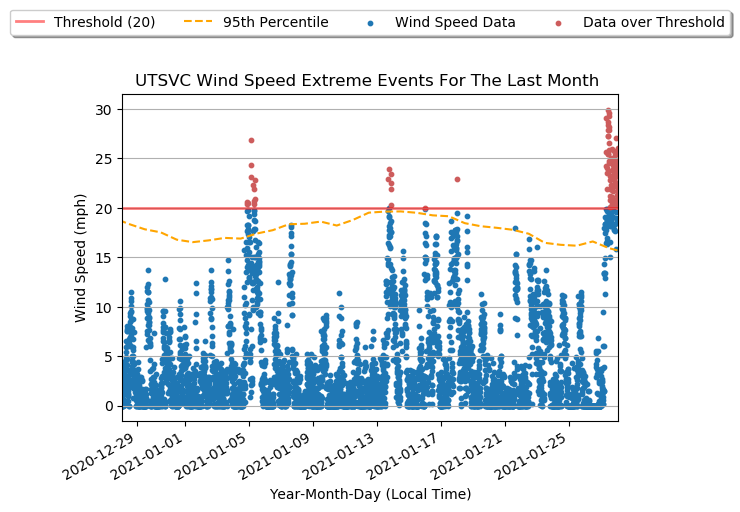 Threshold (20) 95th Percentile Wind Speed Data Data over Threshold
UTSVC Wind Speed Extreme Events For The Last Month
30
25
20
15
10
5
0
Wind Speed (mph)
2020-12-29 2021-01-01 2021-01-05 2021-01-09 2021-01-13 2021-01-17 2021-01-21 2021-01-25
Year-Month-Day (Local Time)